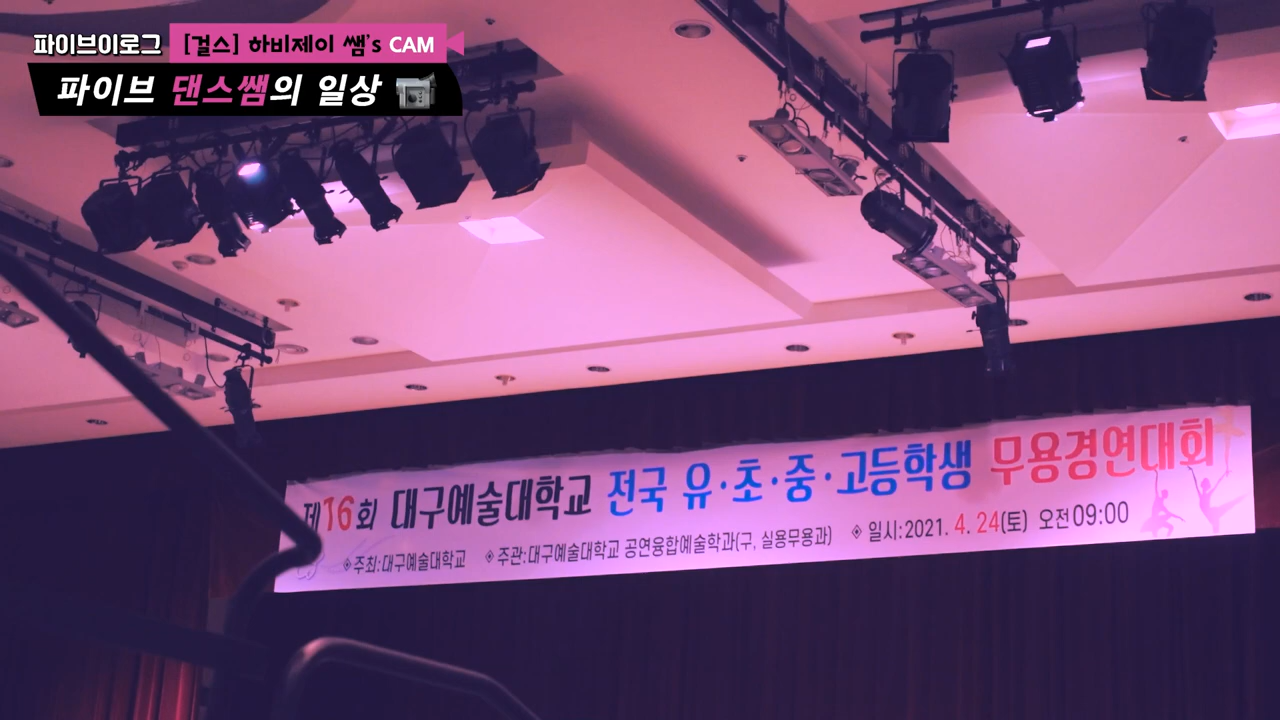 파이브이로그 [걸스] 하비제이 쌤's CAM
파이브 댄스쌤의 일상
제16회 대구예술대학교 전국 유·초·중·고등학생 무용경연대회
◈주최:대구예술대학교 ◈주관:대구예술대학교 공연융합예술학과(구, 실용무용과) ◈일시:2021. 4. 24(토) 오전09:00